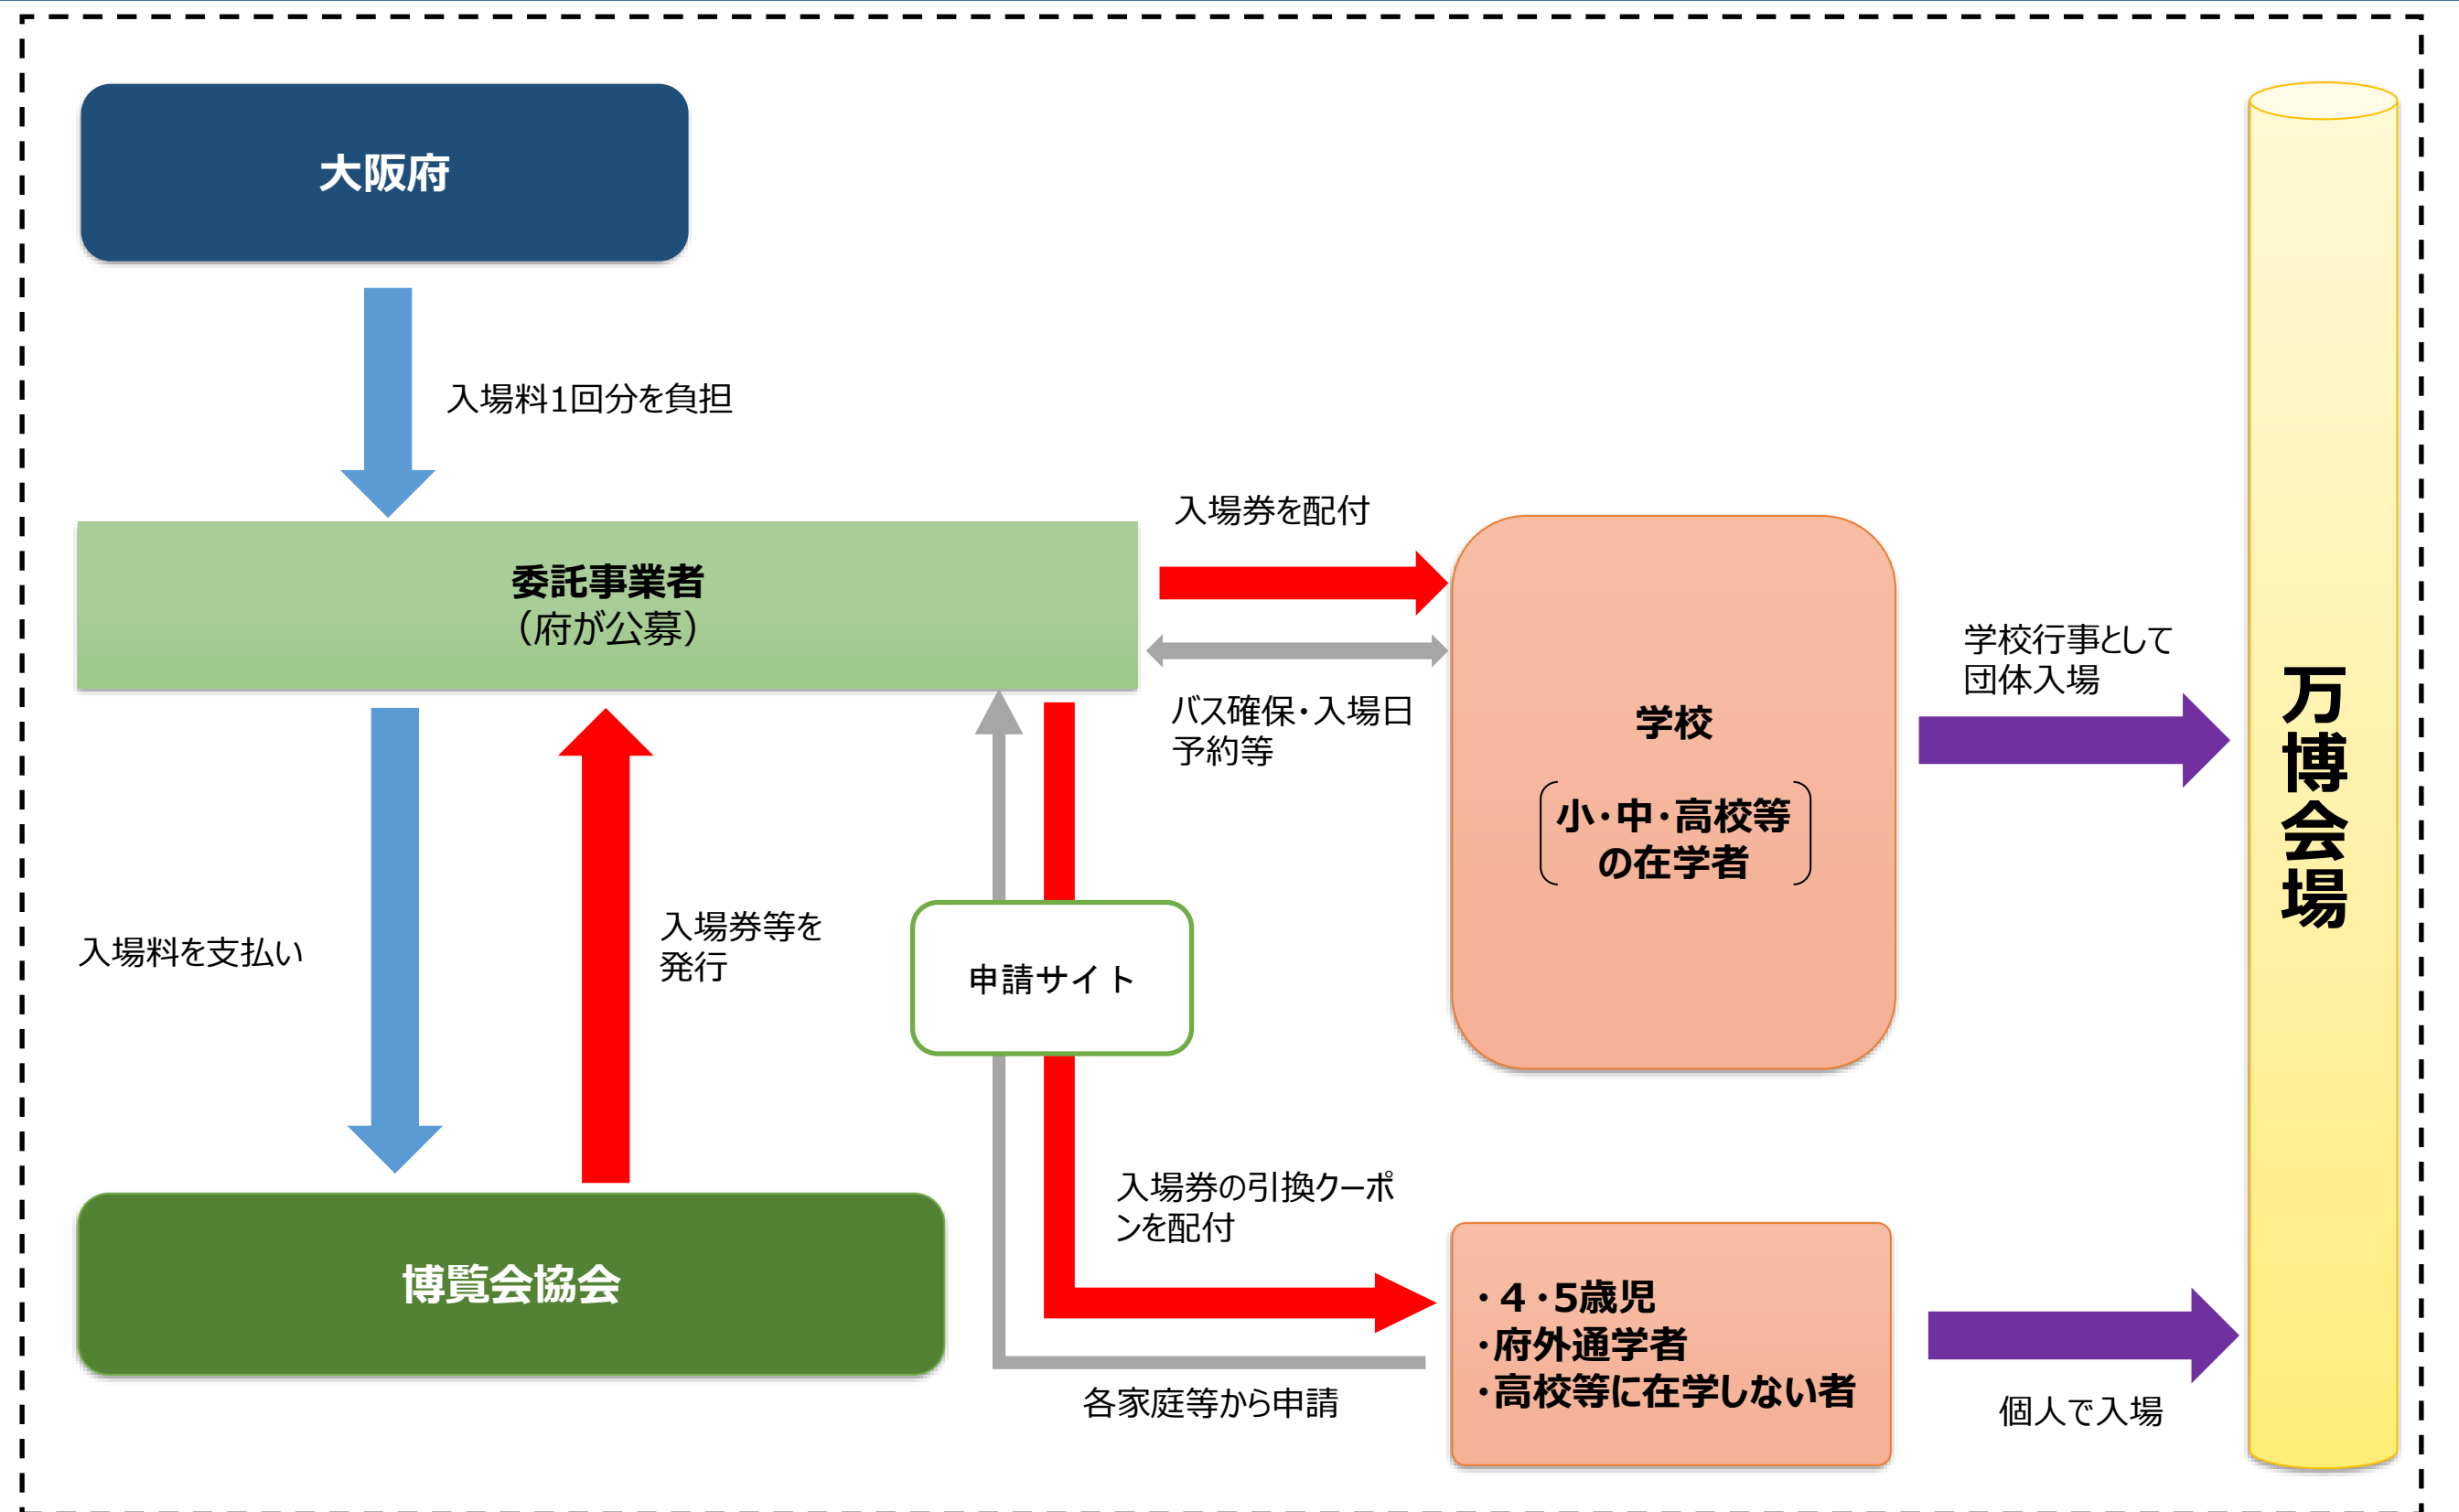 大阪府
入場料1回分を負担
委託事業者
（府が公募）
入場券を配付
バス確保・入場日
予約等
学校
小・中・高校等
の在学者
学校行事として
団体入場
万博会場
入場料を支払い
入場券等を
発行
申請サイト
入場券の引換クーポ
ンを配付
博覧会協会
・４・5歳児
・府外通学者
・高校等に在学しない者
各家庭等から申請
個人で入場